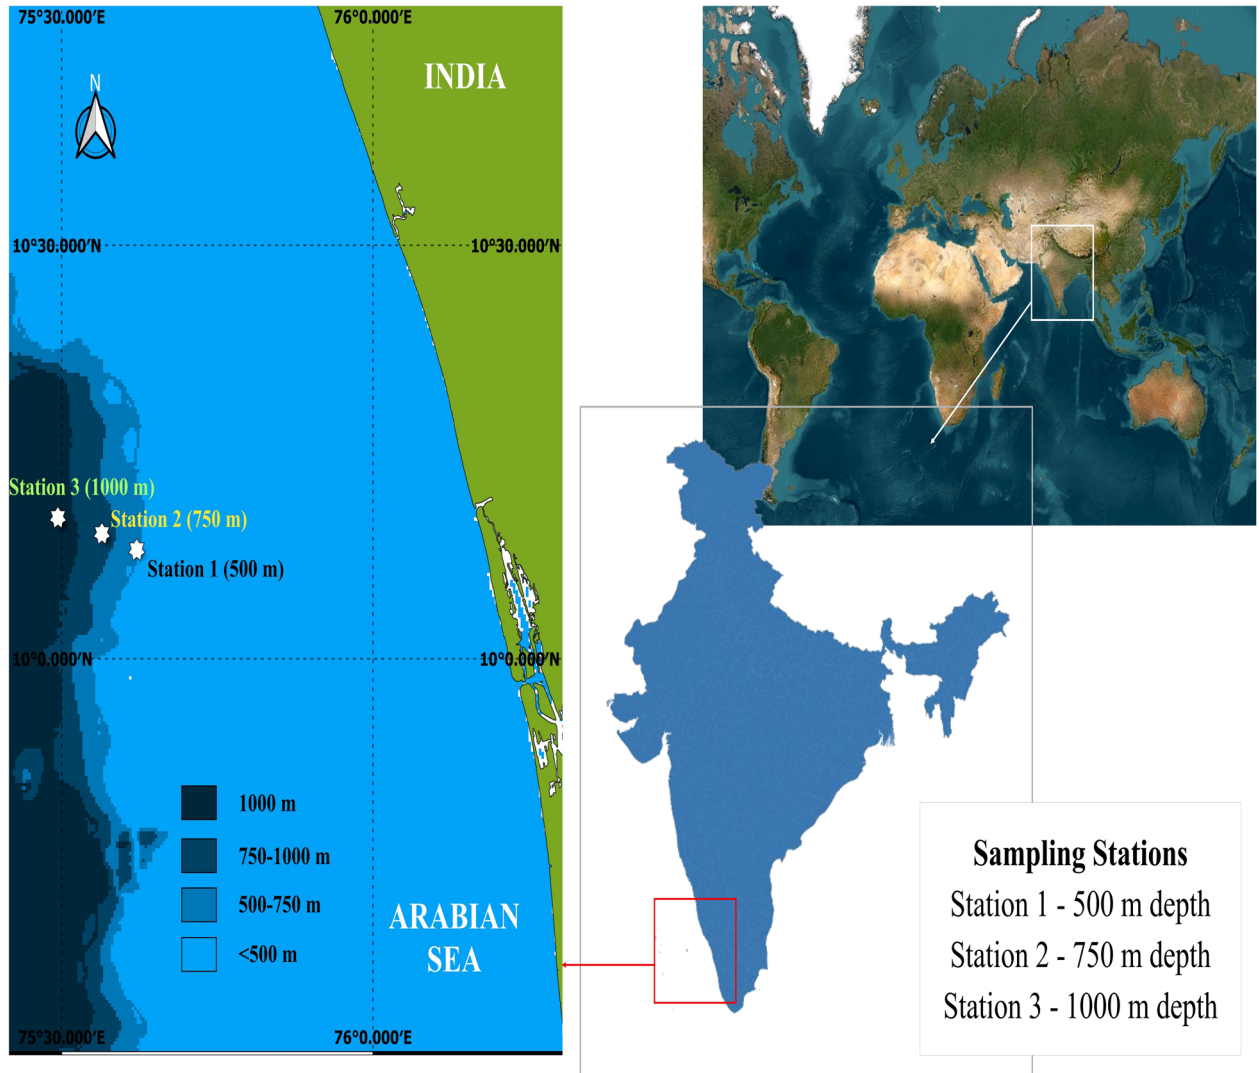 75°30.000′E
76°0.000′E
INDIA
N
10°30.000′N
10°30.000′N
Station 3 (1000 m)
Station 2 (750 m)
Station 1 (500 m)
10°0.000′N
10°0.000′N
1000 m
750-1000 m
500-750 m
<500 m
ARABIAN
SEA
75°30.000′E
76°0.000′E
Sampling Stations
Station 1 - 500 m depth
Station 2 - 750 m depth
Station 3 - 1000 m depth